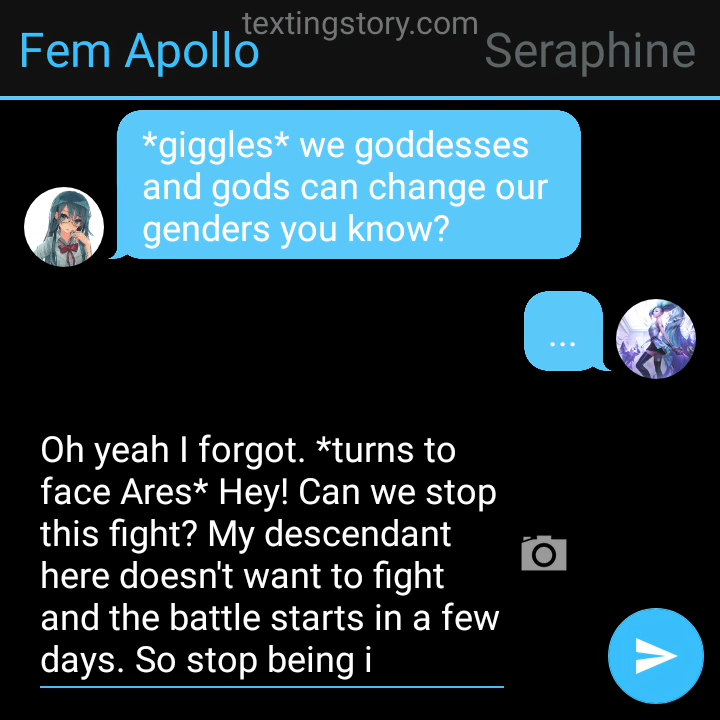 textingstory.com
Fem Apollo
Seraphine
*giggles* we goddesses
and gods can change our
genders you know?
...
Oh yeah I forgot. *turns to
face Ares* Hey! Can we stop
this fight? My descendant
here doesn't want to fight
and the battle starts in a few
days. So stop being i